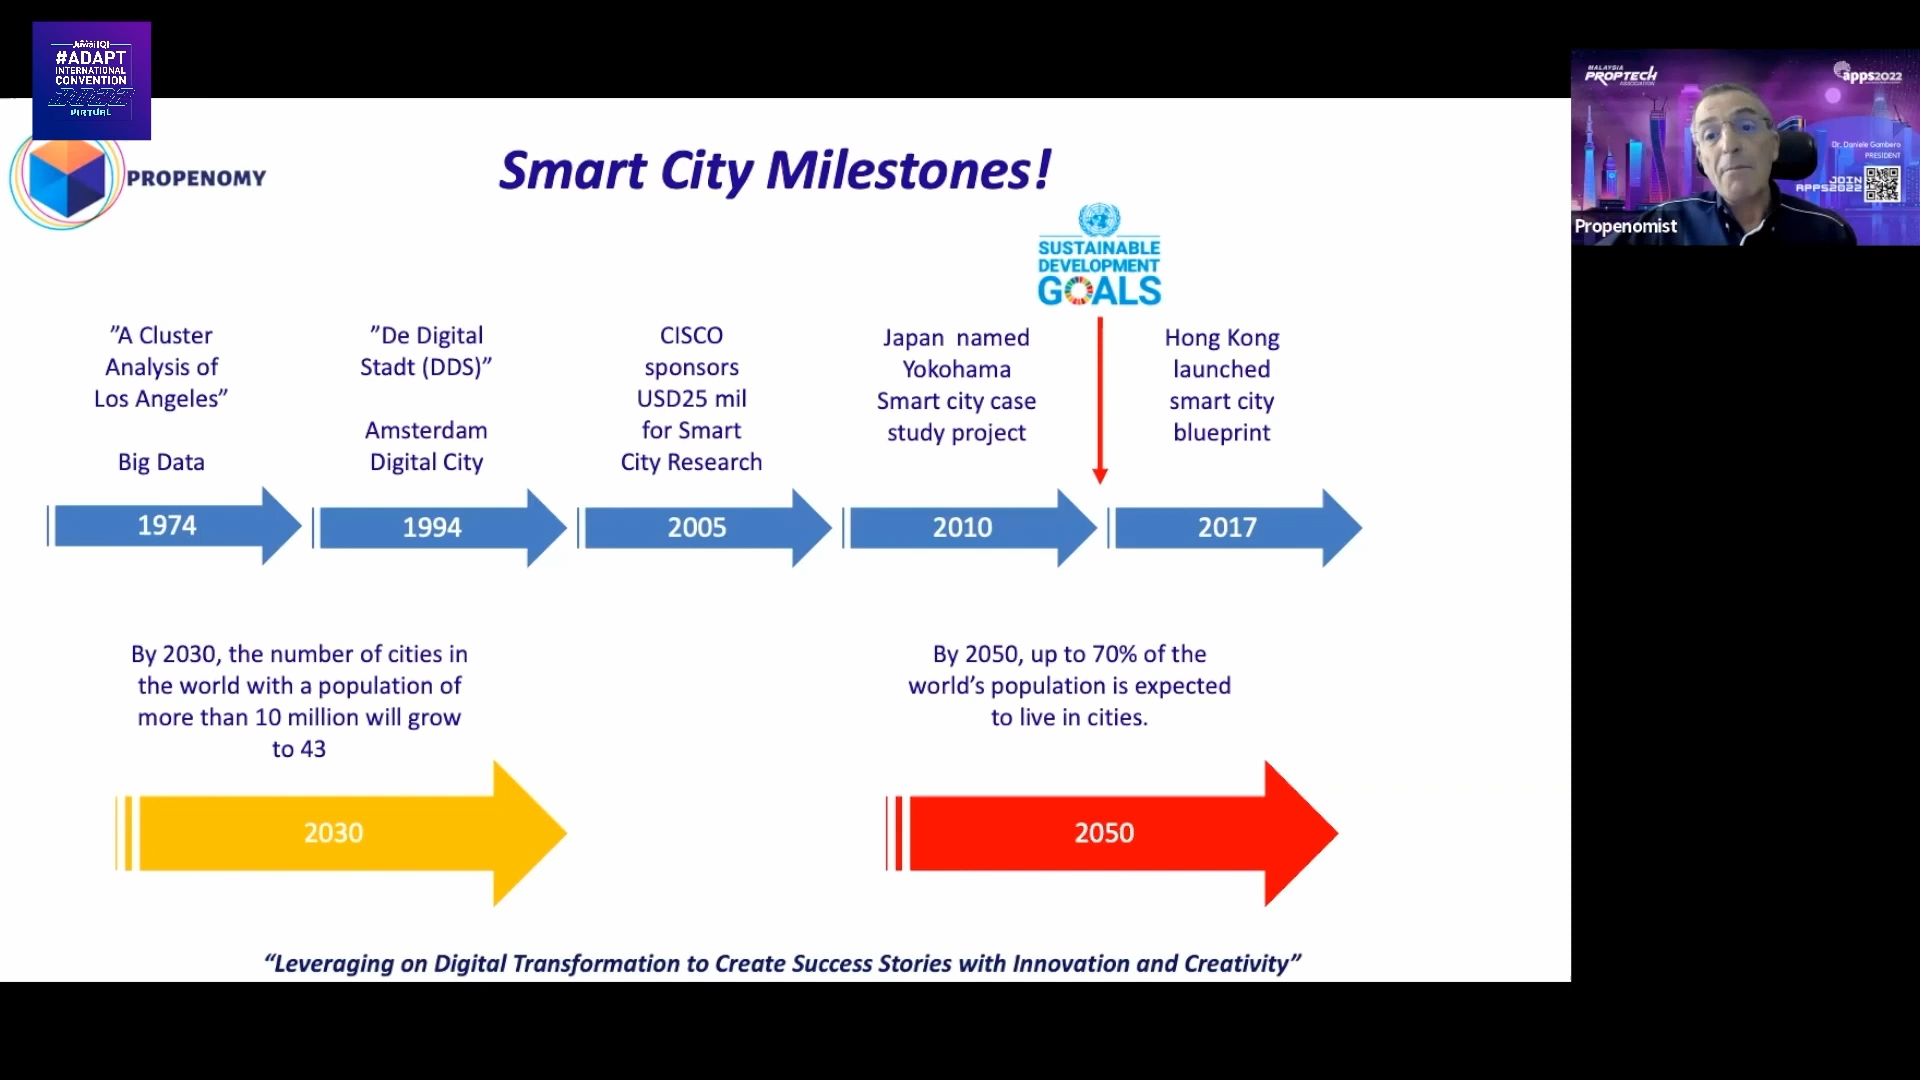 JUWAI IQI
#ADAPT
INTERNATIONAL
CONVENTION
2022
VIRTUAL
PROPENOMY
Smart City Milestones!
SUSTAINABLE
DEVELOPMENT
GOALS
”A Cluster
Analysis of
Los Angeles”
Big Data
”De Digital
Stadt (DDS)”
Amsterdam
Digital City
CISCO
sponsors
USD25 mil
for Smart
City Research
Japan named
Yokohama
Smart city case
study project
Hong Kong
launched
smart city
blueprint
1974
1994
2005
2010
2017
By 2030, the number of cities in
the world with a population of
more than 10 million will grow
to 43
By 2050, up to 70% of the
world’s population is expected
to live in cities.
2030
2050
“Leveraging on Digital Transformation to Create Success Stories with Innovation and Creativity”
MALAYSIA
PROPTECH
ASSOCIATION
apps2022
Dr. Daniele Gambero
PRESIDENT
JOIN
APPS2022
Propenomist